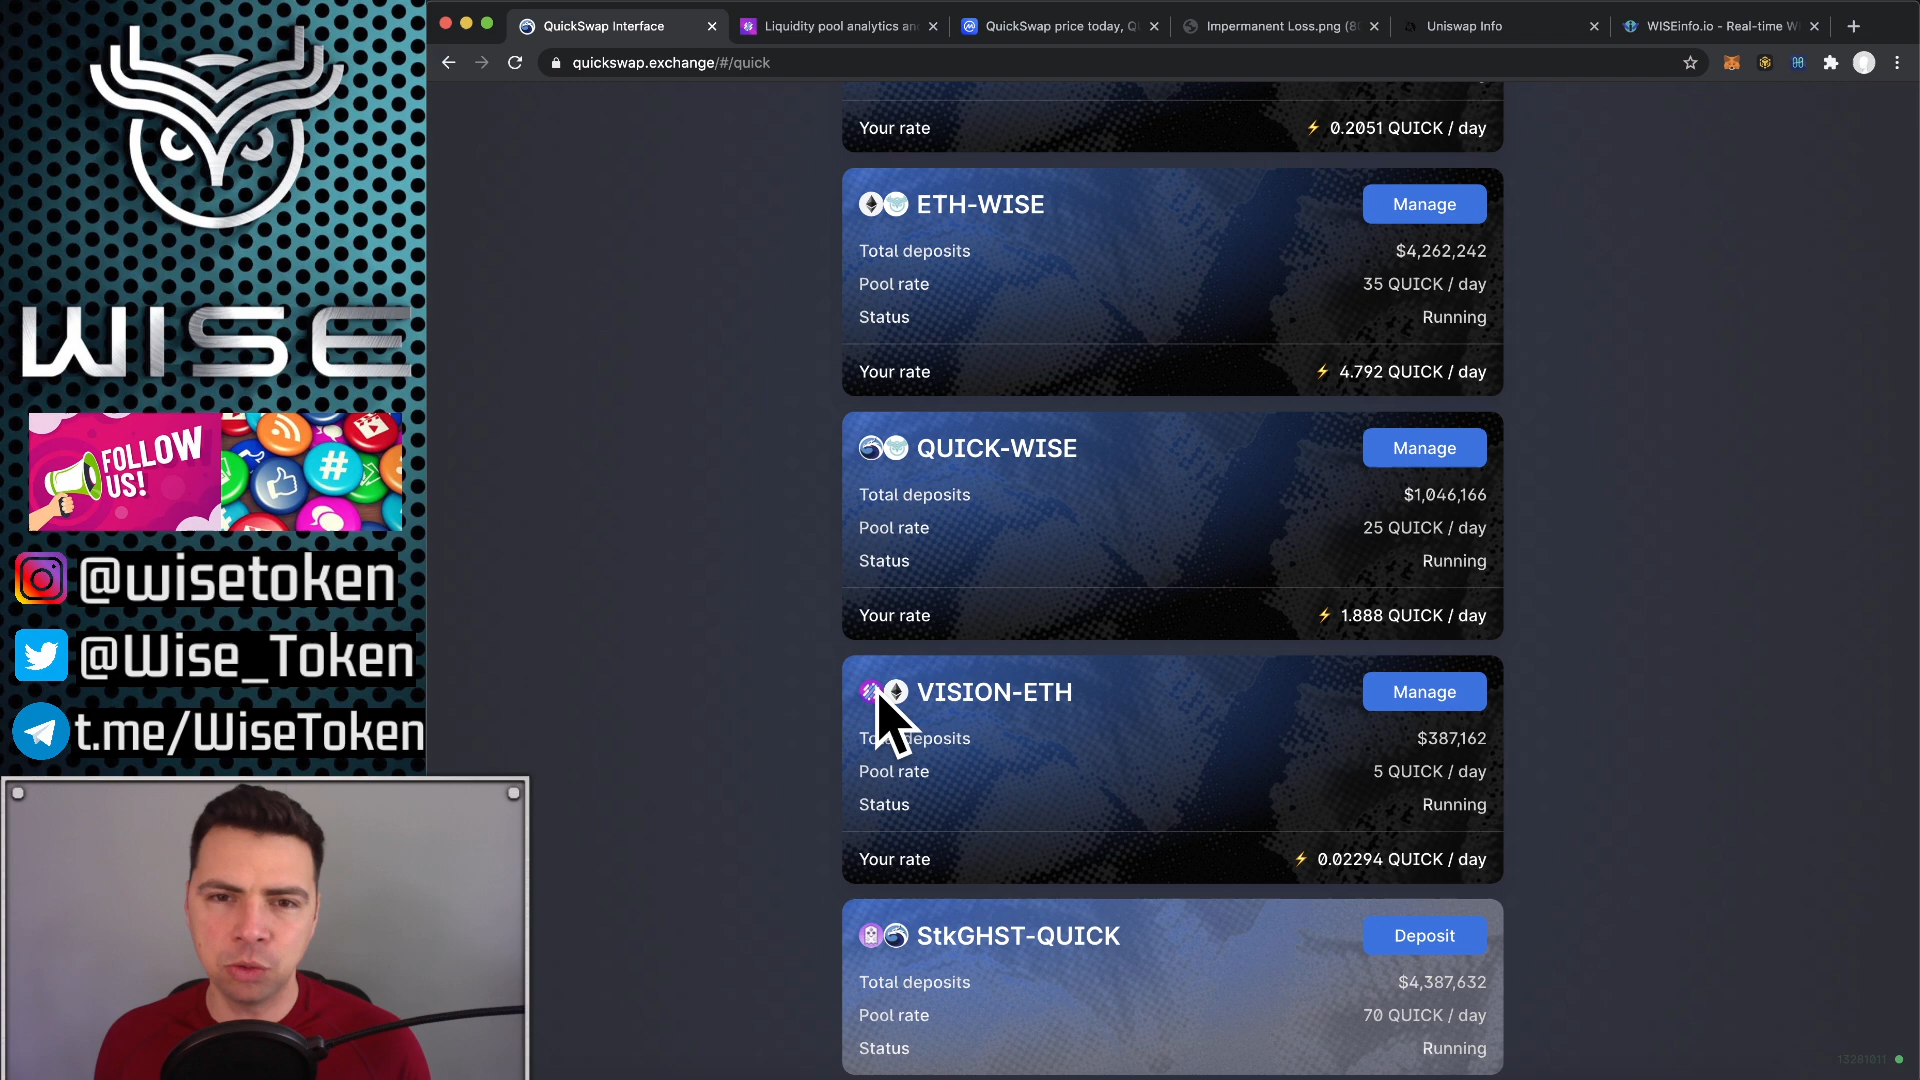 QuickSwap Interface
Liquidity pool analytics an
QuickSwap price today, Q
Impermanent Loss.png (8
Uniswap Info
WISEinfo.io - Real-time W
quickswap.exchange/#/quick
WISE
FOLLOW
US!
#
@wisetoken
@Wise_Token
t.me/WiseToken
Your rate
0.2051 QUICK / day
ETH-WISE
Manage
Total deposits
$4,262,242
Pool rate
35 QUICK / day
Status
Running
Your rate
4.792 QUICK / day
QUICK-WISE
Manage
Total deposits
$1,046,166
Pool rate
25 QUICK / day
Status
Running
Your rate
1.888 QUICK / day
VISION-ETH
Manage
deposits
$387,162
Pool rate
5 QUICK / day
Status
Running
Your rate
0.02294 QUICK / day
StkGHST-QUICK
Deposit
Total deposits
$4,387,632
Pool rate
70 QUICK / day
Status
Running
13281011